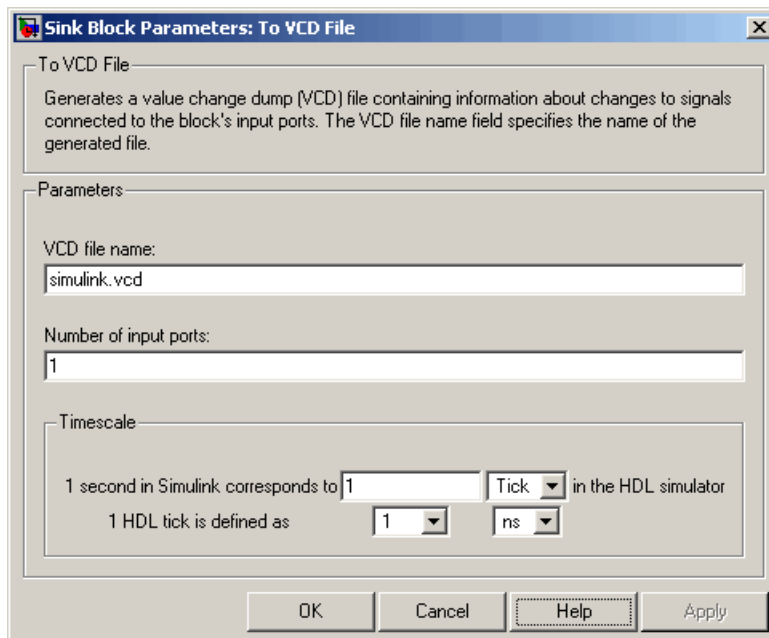 Sink Block Parameters: To VCD File
To VCD File
Generates a value change dump (VCD) file containing information about changes to signals
connected to the block's input ports. The VCD file name field specifies the name of the
generated file.
Parameters
VCD file name:
simulink.vcd
Number of input ports:
1
Timescale
1 second in Simulink corresponds to 1 Tick in the HDL simulator
1 HDL tick is defined as 1 ns
OK Cancel Help Apply